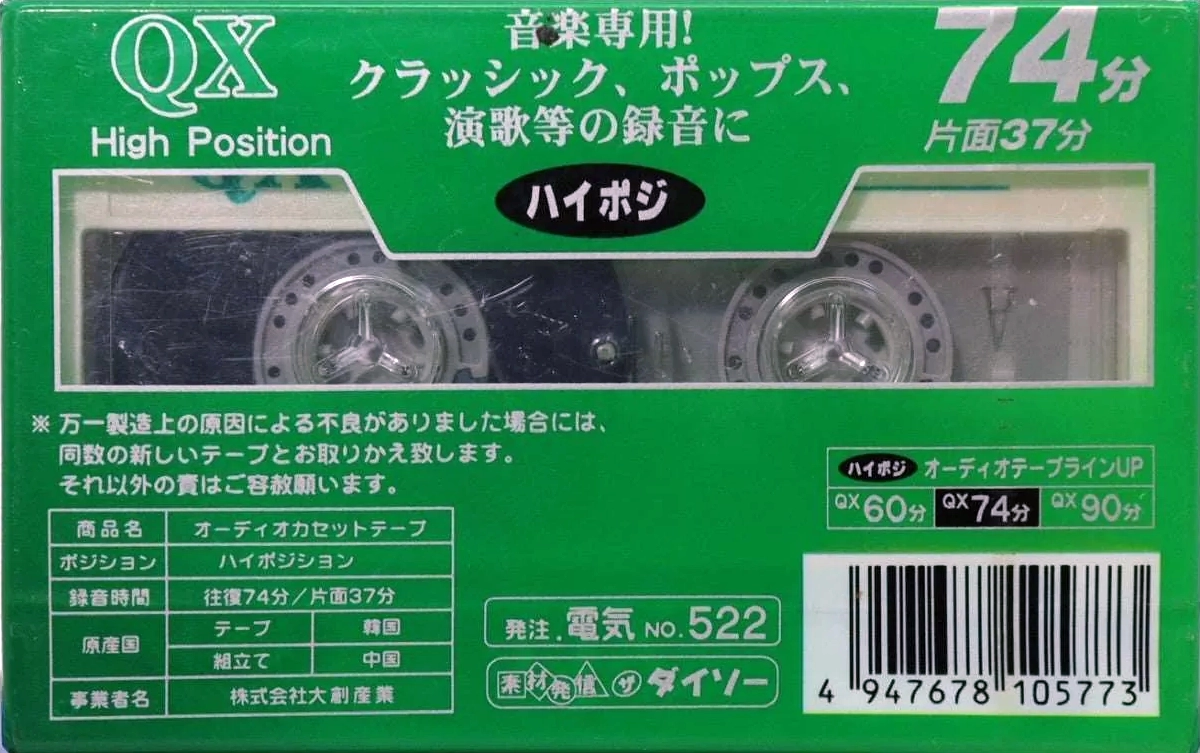 QX
High Position
音楽専用!
クラッシック、ポップス、
演歌等の録音に
74分
片面37分
ハイポジ
※ 万一製造上の原因による不良がありました場合には、
同数の新しいテープとお取りかえ致します。
それ以外の責はご容赦願います。
商品名 オーディオカセットテープ
ポジション ハイポジション
録音時間 往復74分/片面37分
原産国 テープ 韓国
組立て 中国
事業者名 株式会社大創産業
ハイポジ オーディオテープラインUP
QX60分 QX74分 QX90分
発注.電気 NO.522
素材発信 ザ ダイソー
4 947678 105773